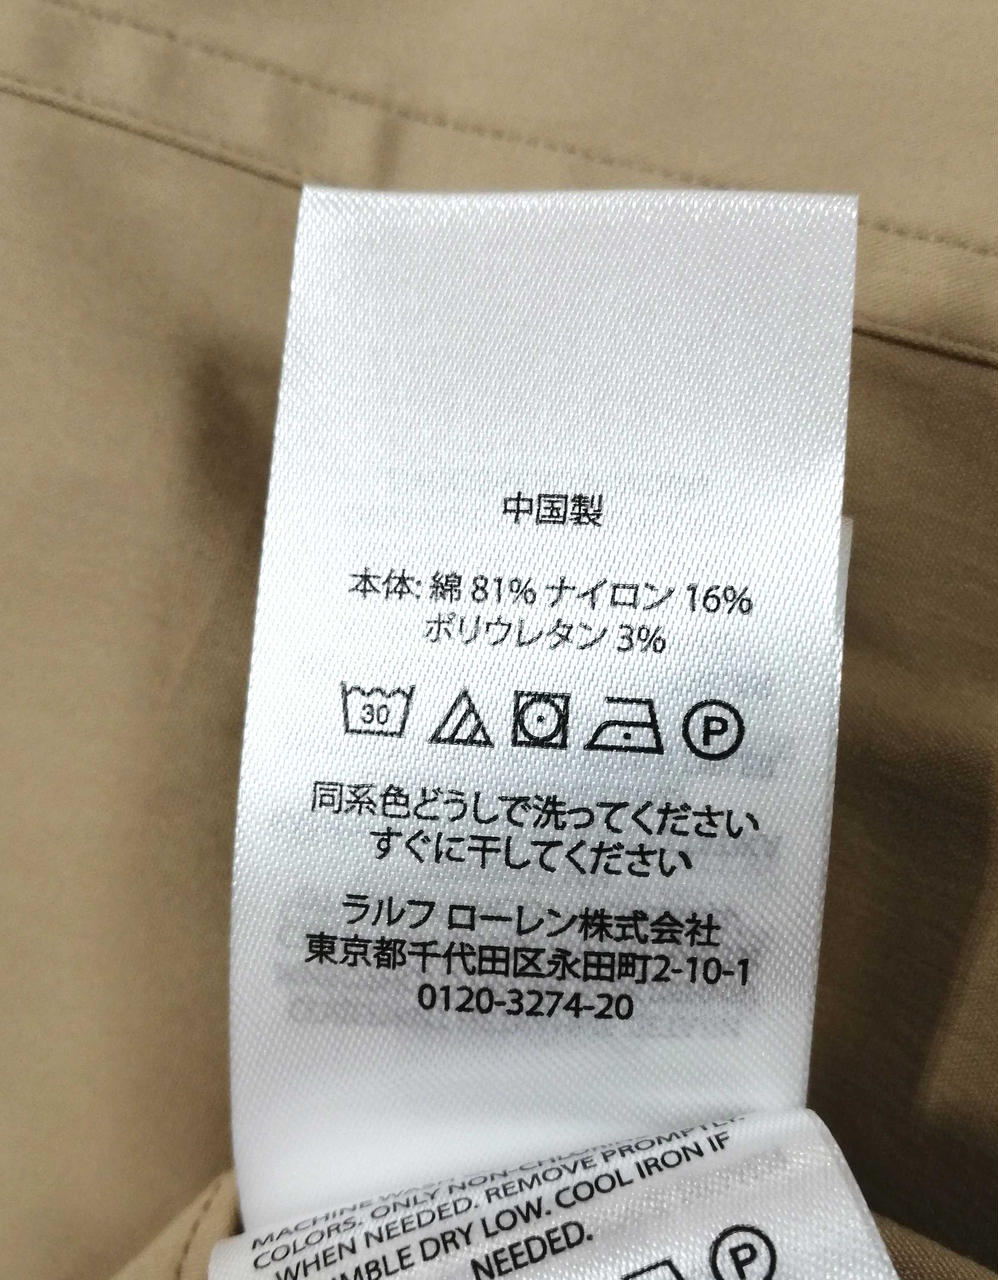 中国製
本体: 綿 81% ナイロン 16%
ポリウレタン 3%
30 P
同系色どうしで洗ってください
すぐに干してください
ラルフ ローレン株式会社
東京都千代田区永田町2-10-1
0120-3274-20
MACHINE WASH
COLORS. ONLY NON-CHLORINE
WHEN NEEDED. REMOVE PROMPTLY.
MBLE DRY LOW. COOL IRON IF
NEEDED.
P